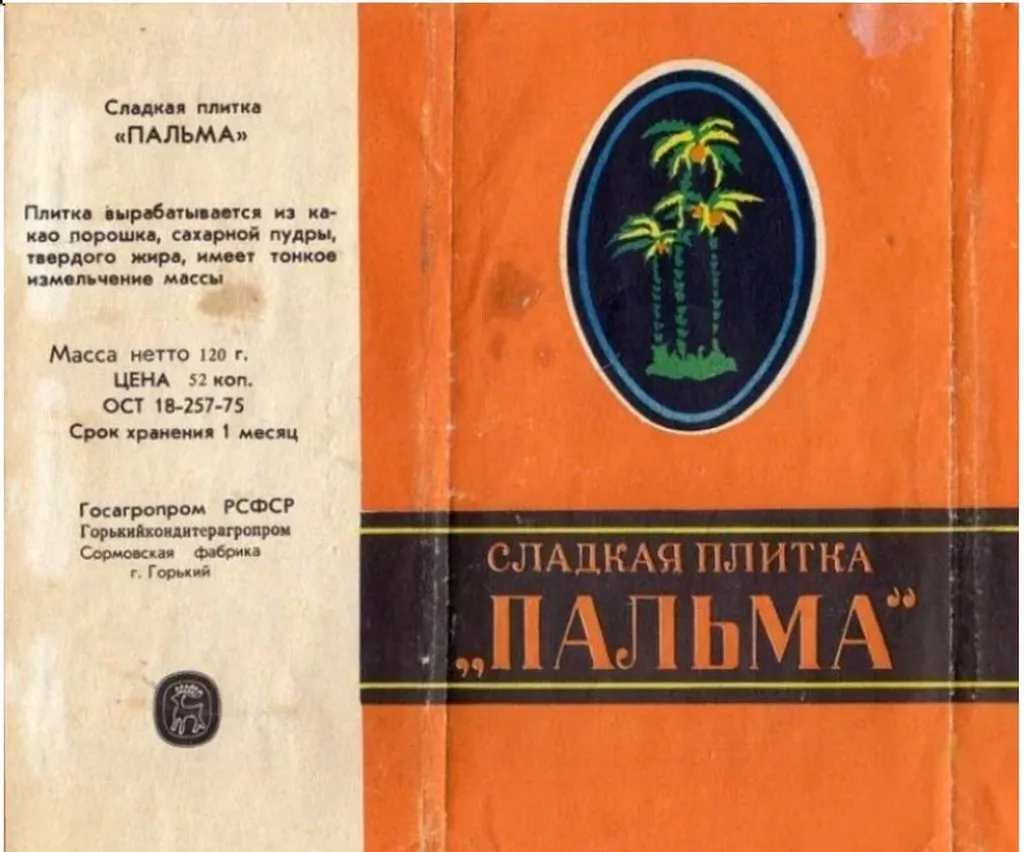 Сладкая плитка
«ПАЛЬМА»
Плитка вырабатывается из ка-
као порошка, сахарной пудры,
твердого жира, имеет тонкое
измельчение массы
Масса нетто 120 г.
ЦЕНА 52 коп.
ОСТ 18-257-75
Срок хранения 1 месяц
Госагропром РСФСР
Горькийкондитерагропром
Сормовская фабрика
г. Горький
СЛАДКАЯ ПЛИТКА
„ПАЛЬМА“